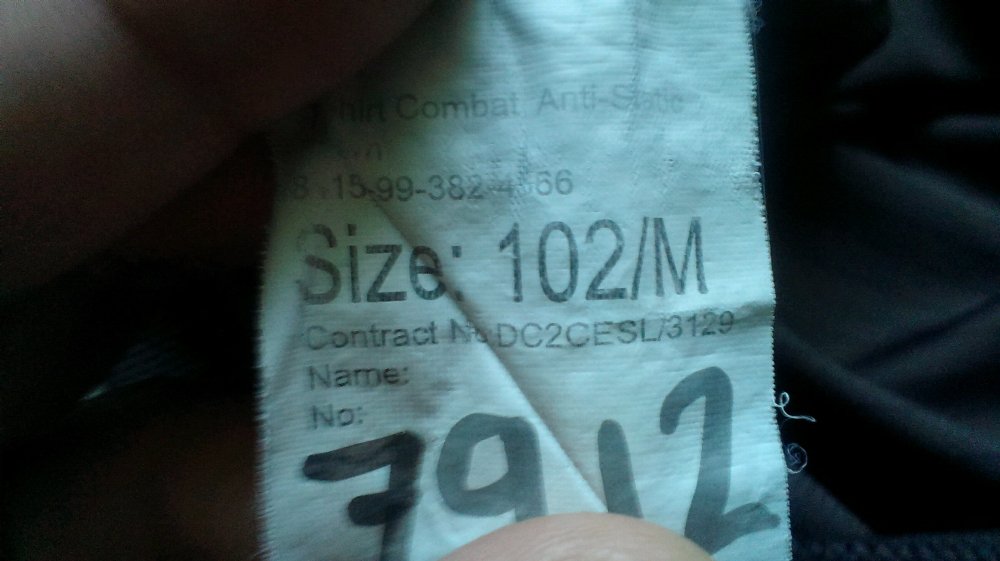 Combat Anti-Static
Size: 102/M
Contract No DC2CESL/3129
Name:
No:
7912